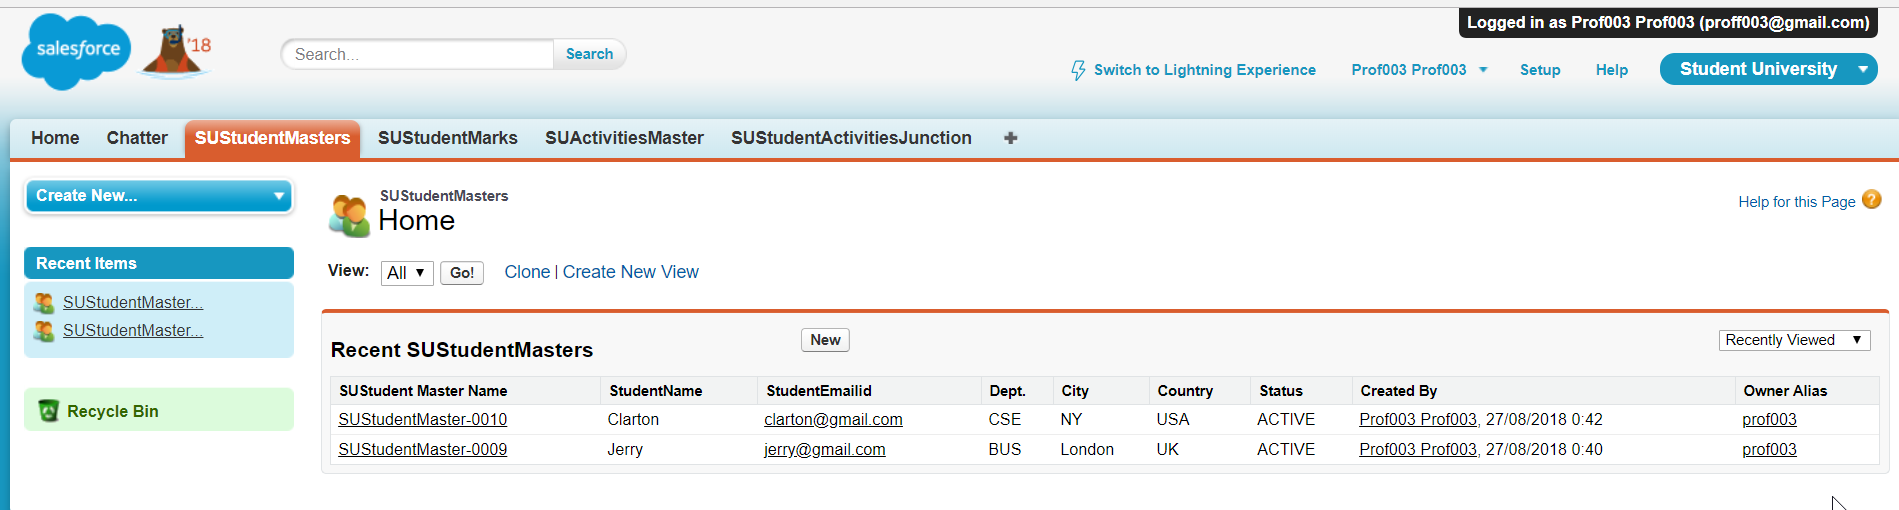 Logged in as Prof003 Prof003 (proff003@gmail.com)
salesforce '18 Search... Search
Switch to Lightning Experience Prof003 Prof003 Setup Help Student University
Home Chatter SUStudentMasters SUStudentMarks SUActivitiesMaster SUStudentActivitiesJunction
Create New...
Recent Items
SUStudentMaster...
SUStudentMaster...
Recycle Bin
SUStudentMasters
Home
Help for this Page ?
View: All Go! Clone | Create New View
Recent SUStudentMasters New Recently Viewed
SUStudent Master Name StudentName StudentEmailid Dept. City Country Status Created By Owner Alias
SUStudentMaster-0010 Clarton clarton@gmail.com CSE NY USA ACTIVE Prof003 Prof003, 27/08/2018 0:42 prof003
SUStudentMaster-0009 Jerry jerry@gmail.com BUS London UK ACTIVE Prof003 Prof003, 27/08/2018 0:40 prof003